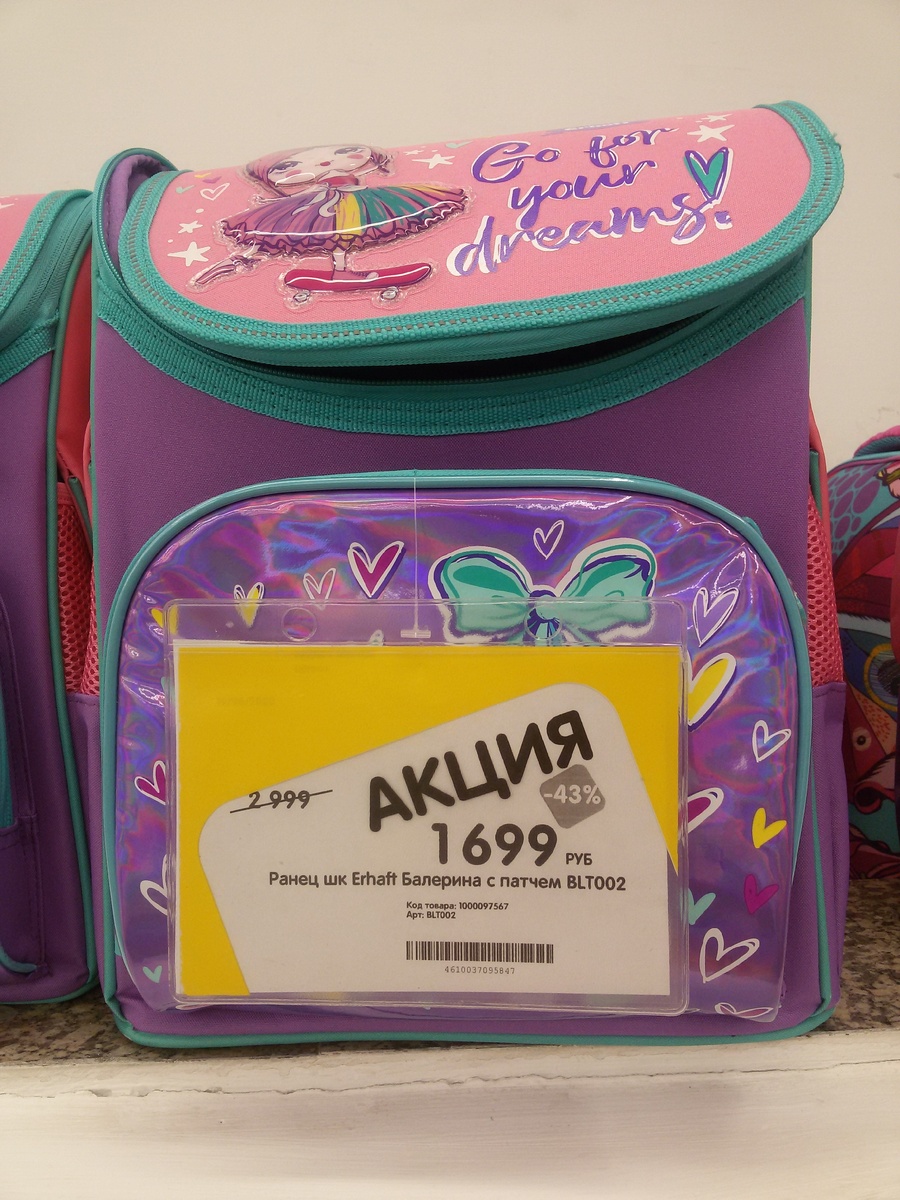 Go for
your
dreams!
АКЦИЯ
2 999
-43%
1699 РУБ
Ранец шк Erhaft Балерина с патчем BLT002
Код товара: 1000097567
Арт: BLT002
4610037095847